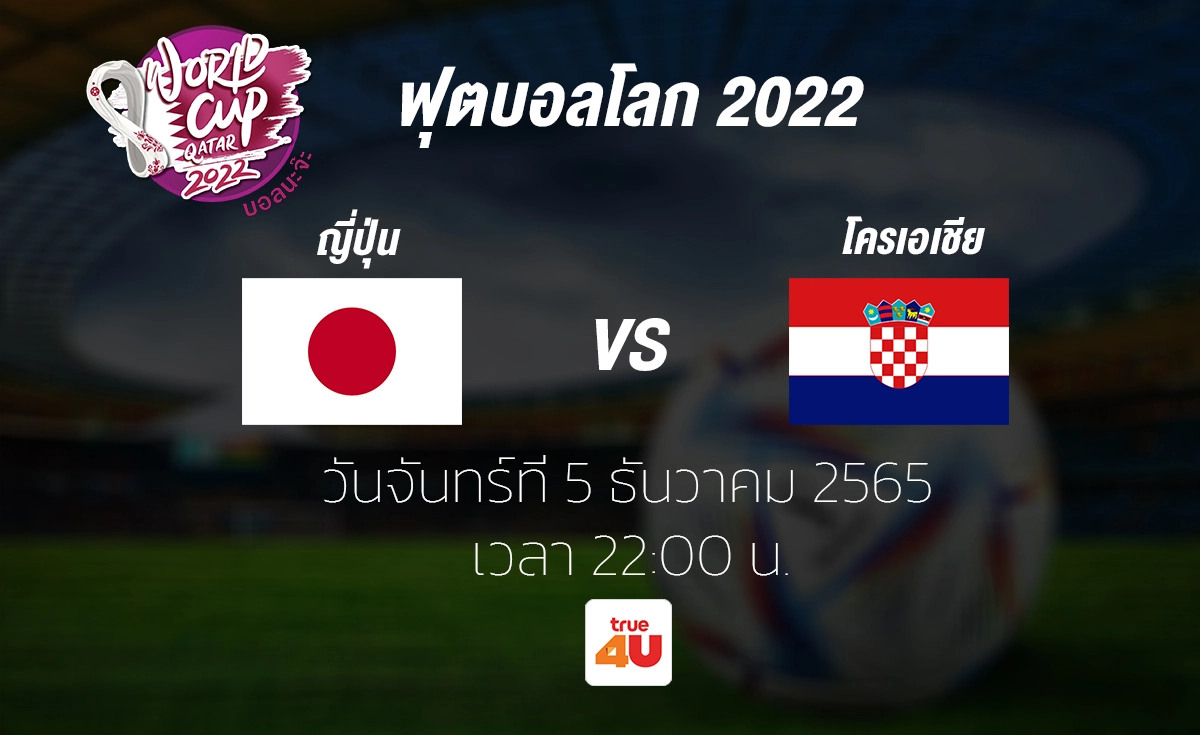 WORLD
CUP
QATAR
2022
บอลนะจ๊ะ
ฟุตบอลโลก 2022
ญี่ปุ่น
โครเอเชีย
VS
วันจันทร์ที 5 ธันวาคม 2565
เวลา 22:00 น.
true
4U